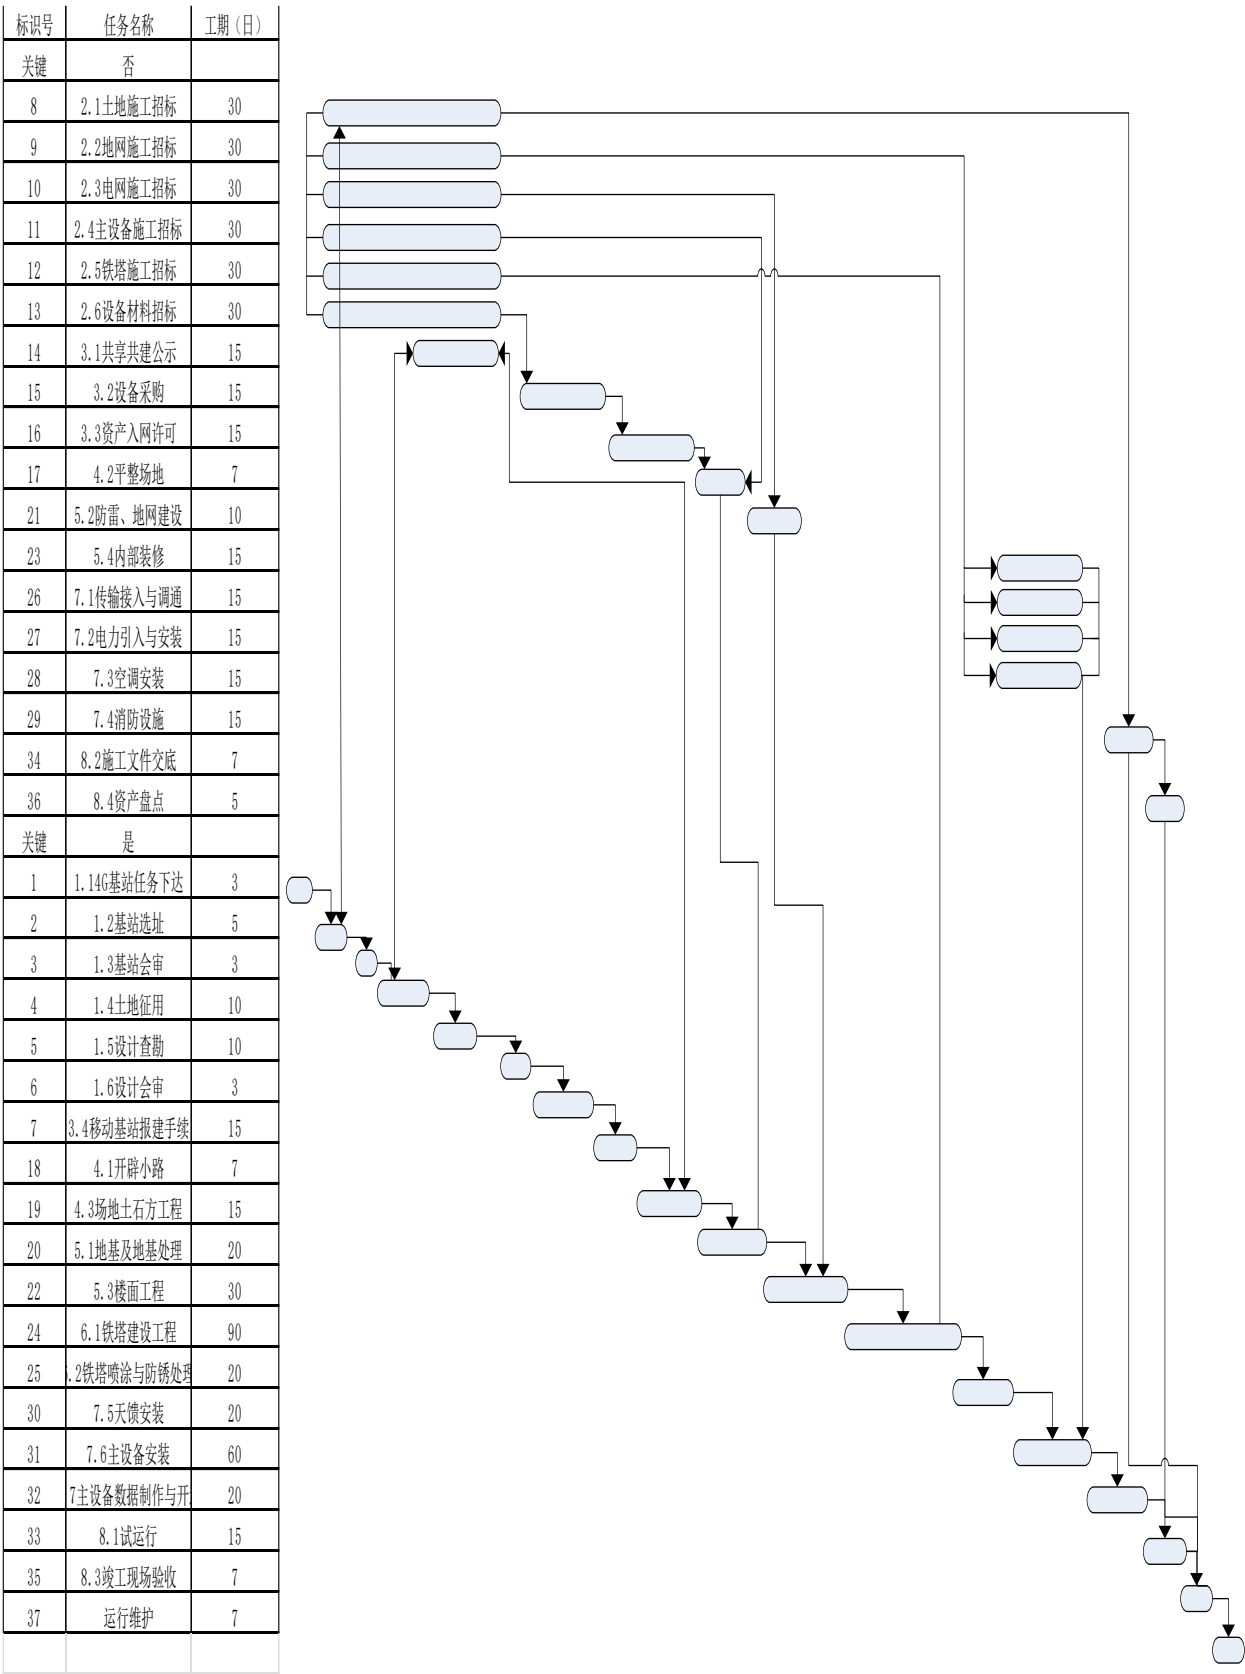 标识号 任务名称 工期（日）
关键 否
8 2.1土地施工招标 30
9 2.2地网施工招标 30
10 2.3电网施工招标 30
11 2.4主设备施工招标 30
12 2.5铁塔施工招标 30
13 2.6设备材料招标 30
14 3.1共享共建公示 15
15 3.2设备采购 15
16 3.3资产入网许可 15
17 4.2平整场地 7
21 5.2防雷、地网建设 10
23 5.4内部装修 15
26 7.1传输接入与调通 15
27 7.2电力引入与安装 15
28 7.3空调安装 15
29 7.4消防设施 15
34 8.2施工文件交底 7
36 8.4资产盘点 5
关键 是
1 1.14G基站任务下达 3
2 1.2基站选址 5
3 1.3基站会审 3
4 1.4土地征用 10
5 1.5设计查勘 10
6 1.6设计会审 3
7 3.4移动基站报建手续 15
18 4.1开辟小路 7
19 4.3场地土石方工程 15
20 5.1地基及地基处理 20
22 5.3楼面工程 30
24 6.1铁塔建设工程 90
25 .2铁塔喷涂与防锈处理 20
30 7.5天馈安装 20
31 7.6主设备安装 60
32 7主设备数据制作与开 20
33 8.1试运行 15
35 8.3竣工现场验收 7
37 运行维护 7